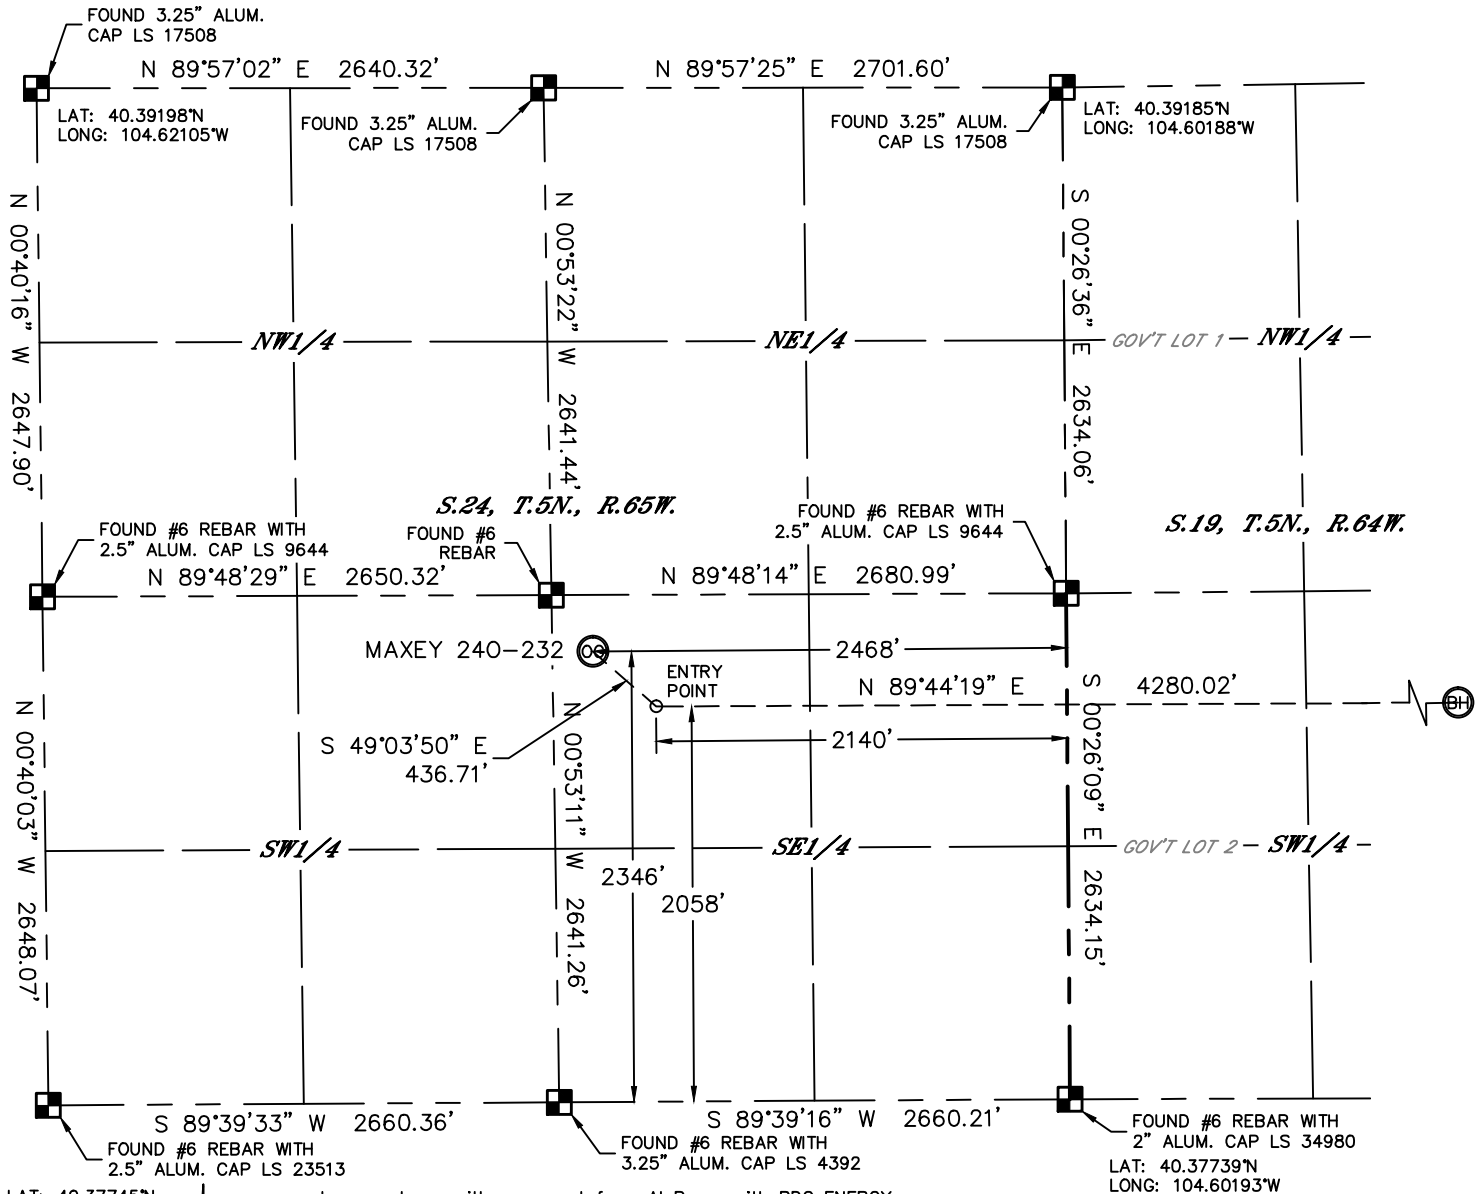 FOUND 3.25” ALUM.
CAP LS 17508
N 89°57'02” E 2640.32'
N 89°57'25” E 2701.60'
LAT: 40.39198°N
LONG: 104.62105°W
FOUND 3.25” ALUM.
CAP LS 17508
FOUND 3.25” ALUM.
CAP LS 17508
LAT: 40.39185°N
LONG: 104.60188°W
N 00°40'16” W 2647.90'
N 00°53'22” W 2641.44'
S 00°26'36” E 2634.06'
NW1/4
NE1/4
GOV'T LOT 1
NW1/4
S.24, T.5N., R.65W.
S.19, T.5N., R.64W.
FOUND #6 REBAR WITH
2.5” ALUM. CAP LS 9644
FOUND #6
REBAR
FOUND #6 REBAR WITH
2.5” ALUM. CAP LS 9644
N 89°48'29” E 2650.32'
N 89°48'14” E 2680.99'
MAXEY 24O-232
OG
2468'
ENTRY
POINT
N 89°44'19” E 4280.02'
BH
S 49°03'50” E
436.71'
2140'
N 00°40'03” W 2648.07'
N 00°53'11” W 2641.26'
S 00°26'09” E 2634.15'
SW1/4
SE1/4
GOV'T LOT 2
SW1/4
2346'
2058'
S 89°39'33” W 2660.36'
S 89°39'16” W 2660.21'
FOUND #6 REBAR WITH
2.5” ALUM. CAP LS 23513
FOUND #6 REBAR WITH
3.25” ALUM. CAP LS 4392
FOUND #6 REBAR WITH
2” ALUM. CAP LS 34980
LAT: 40.37739°N
LONG: 104.60193°W
LAT: 40.37745°N